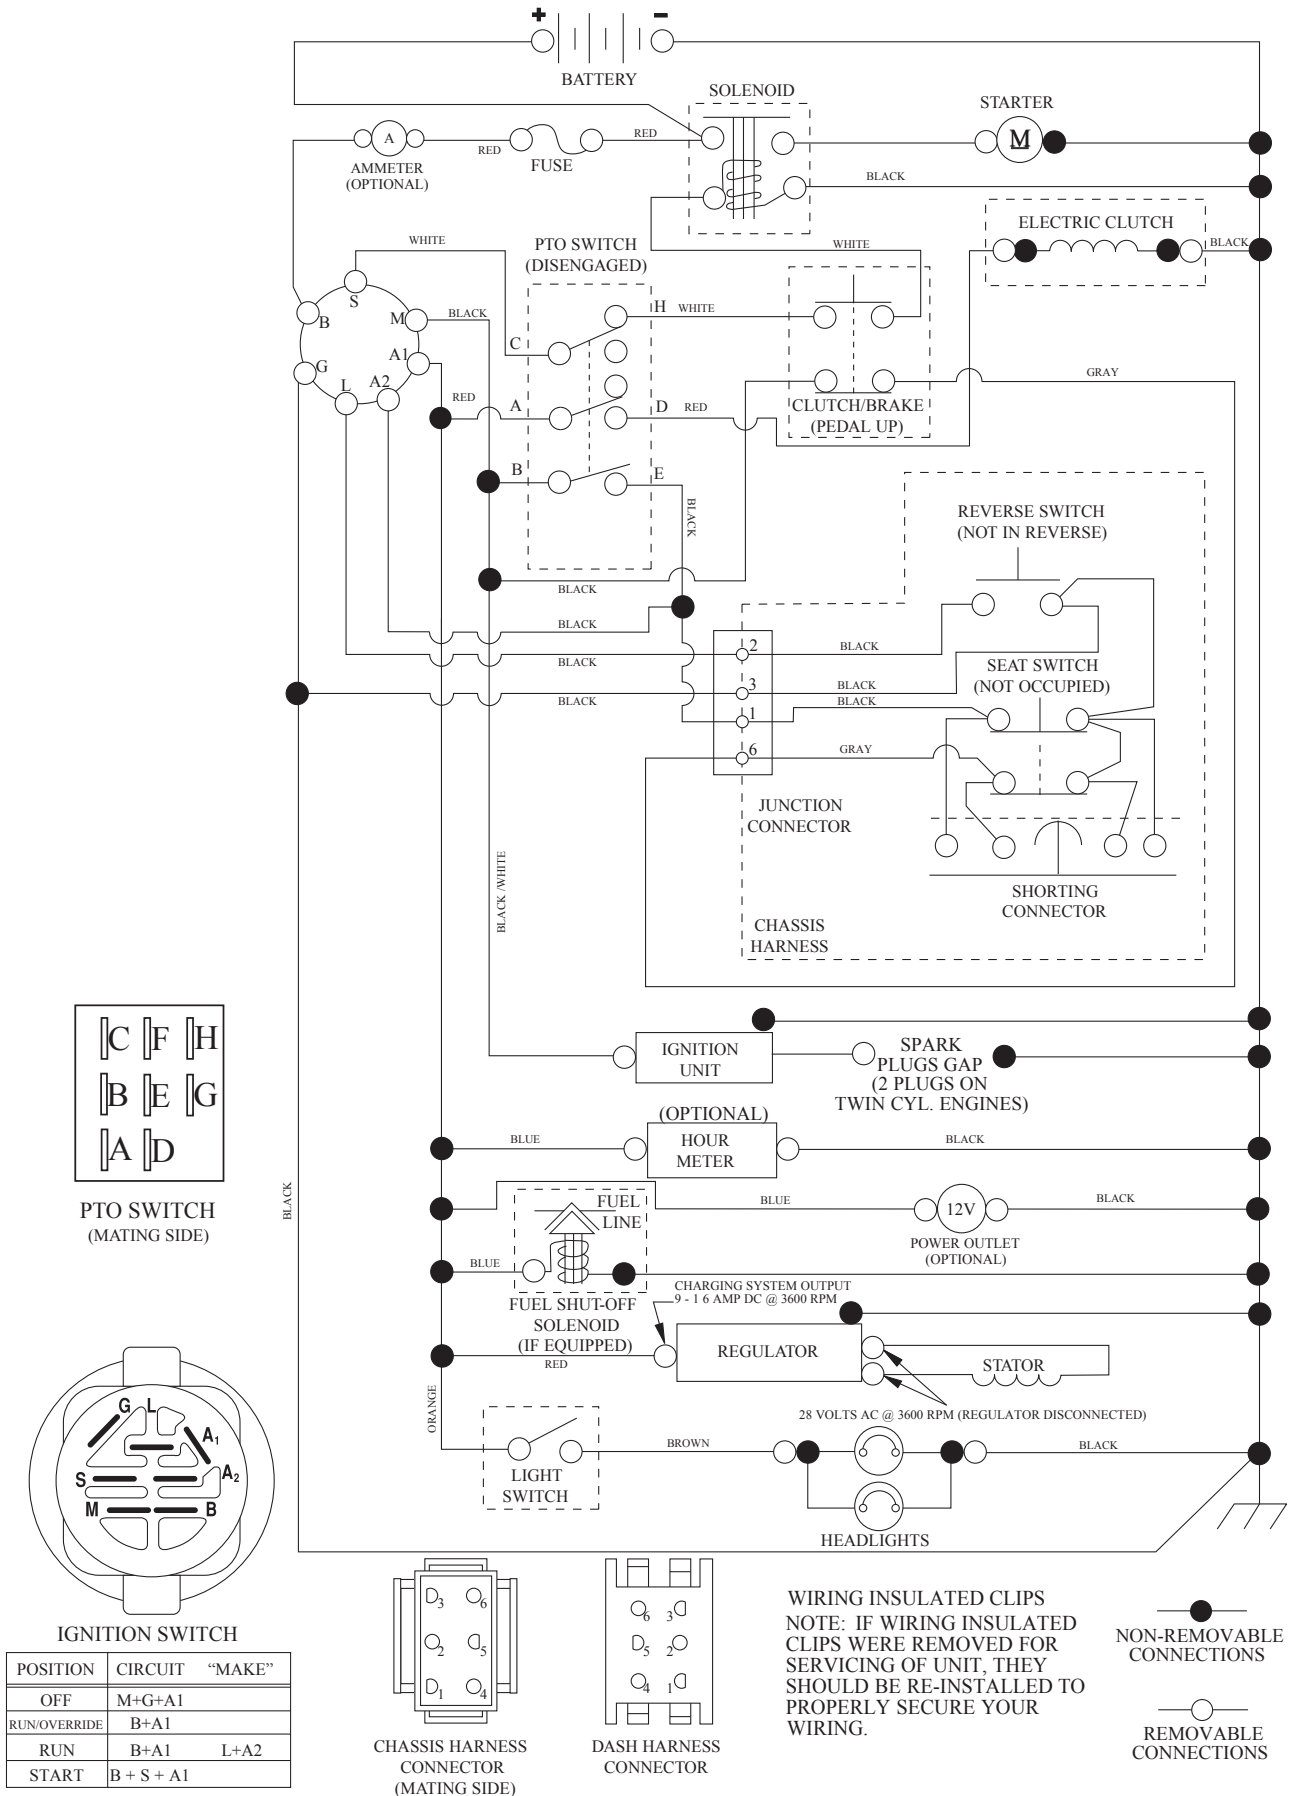 + −
BATTERY
SOLENOID
STARTER
A
RED
FUSE
RED
M
AMMETER
(OPTIONAL)
BLACK
ELECTRIC CLUTCH
BLACK
WHITE
PTO SWITCH
(DISENGAGED)
WHITE
S
B
M
BLACK
H
WHITE
C
G
A1
L
A2
RED
A
D
RED
CLUTCH/BRAKE
(PEDAL UP)
GRAY
B
E
BLACK
REVERSE SWITCH
(NOT IN REVERSE)
BLACK
BLACK
BLACK
2
BLACK
SEAT SWITCH
(NOT OCCUPIED)
3
BLACK
BLACK
BLACK
1
6
GRAY
JUNCTION
CONNECTOR
BLACK /WHITE
SHORTING
CONNECTOR
CHASSIS
HARNESS
C F H
B E G
A D
PTO SWITCH
(MATING SIDE)
BLACK
IGNITION
UNIT
SPARK
PLUGS GAP
(2 PLUGS ON
TWIN CYL. ENGINES)
(OPTIONAL)
BLUE
HOUR
METER
BLACK
FUEL
LINE
BLUE
12V
BLACK
POWER OUTLET
(OPTIONAL)
BLUE
FUEL SHUT-OFF
SOLENOID
(IF EQUIPPED)
CHARGING SYSTEM OUTPUT
9 - 1 6 AMP DC @ 3600 RPM
RED
REGULATOR
STATOR
28 VOLTS AC @ 3600 RPM (REGULATOR DISCONNECTED)
ORANGE
BROWN
BLACK
LIGHT
SWITCH
HEADLIGHTS
G L
A1
S
A2
M
B
IGNITION SWITCH
POSITION CIRCUIT “MAKE”
OFF M+G+A1
RUN/OVERRIDE B+A1
RUN B+A1 L+A2
START B + S + A1
3 6
2 5
1 4
CHASSIS HARNESS
CONNECTOR
(MATING SIDE)
6 3
5 2
4 1
DASH HARNESS
CONNECTOR
WIRING INSULATED CLIPS
NOTE: IF WIRING INSULATED
CLIPS WERE REMOVED FOR
SERVICING OF UNIT, THEY
SHOULD BE RE-INSTALLED TO
PROPERLY SECURE YOUR
WIRING.
NON-REMOVABLE
CONNECTIONS
REMOVABLE
CONNECTIONS